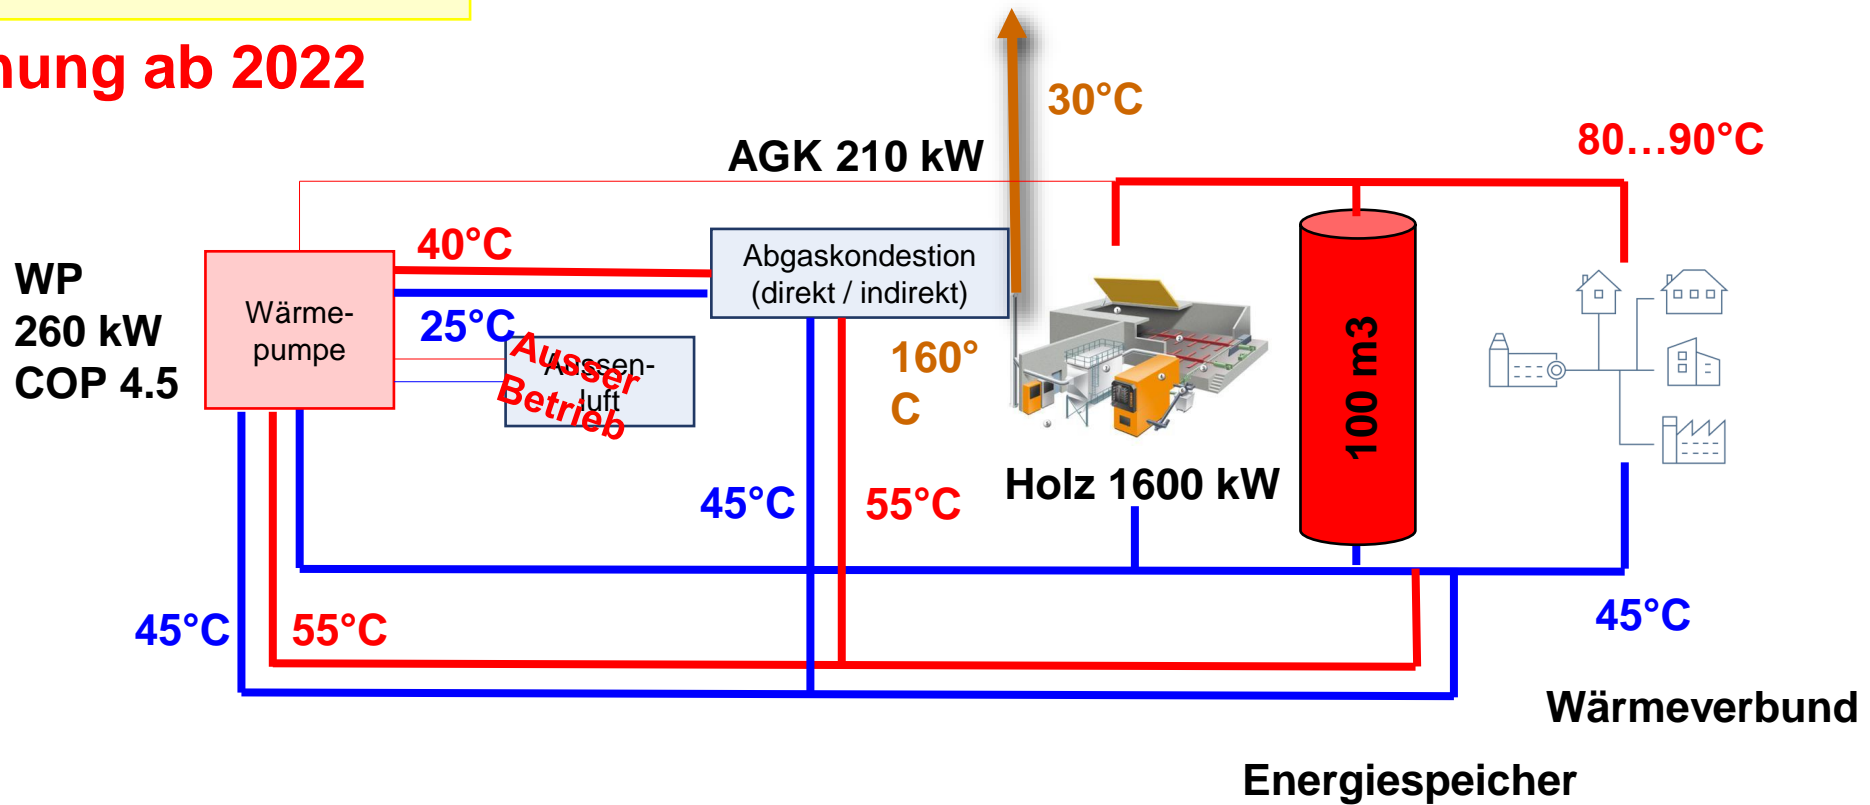 nung ab 2022
30°C
80…90°C
AGK 210 kW
40°C
Abgaskondestion
(direkt / indirekt)
WP
260 kW
COP 4.5
Wärme-
pumpe
25°C
Aussen-
luft
Ausser
Betrieb
160°
C
100 m3
45°C
55°C
Holz 1600 kW
45°C
55°C
45°C
Wärmeverbund
Energiespeicher